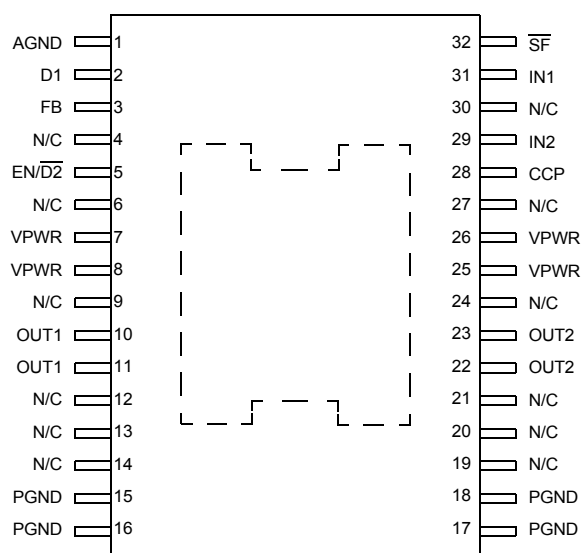 AGND 1 32 S̅F̅
D1 2 31 IN1
FB 3 30 N/C
N/C 4 29 IN2
EN/D̅2̅ 5 28 CCP
N/C 6 27 N/C
VPWR 7 26 VPWR
VPWR 8 25 VPWR
N/C 9 24 N/C
OUT1 10 23 OUT2
OUT1 11 22 OUT2
N/C 12 21 N/C
N/C 13 20 N/C
N/C 14 19 N/C
PGND 15 18 PGND
PGND 16 17 PGND